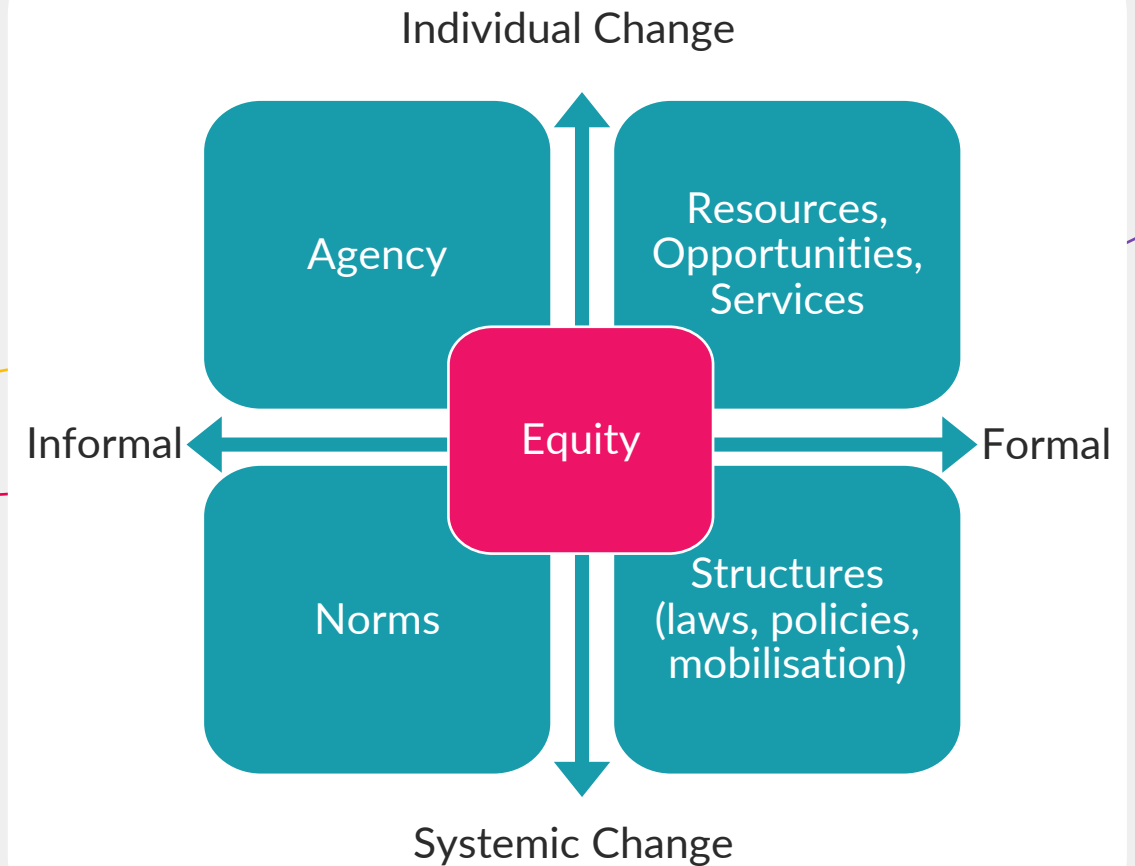 Individual Change
Agency
Resources,
Opportunities,
Services
Informal
Equity
Formal
Norms
Structures
(laws, policies,
mobilisation)
Systemic Change